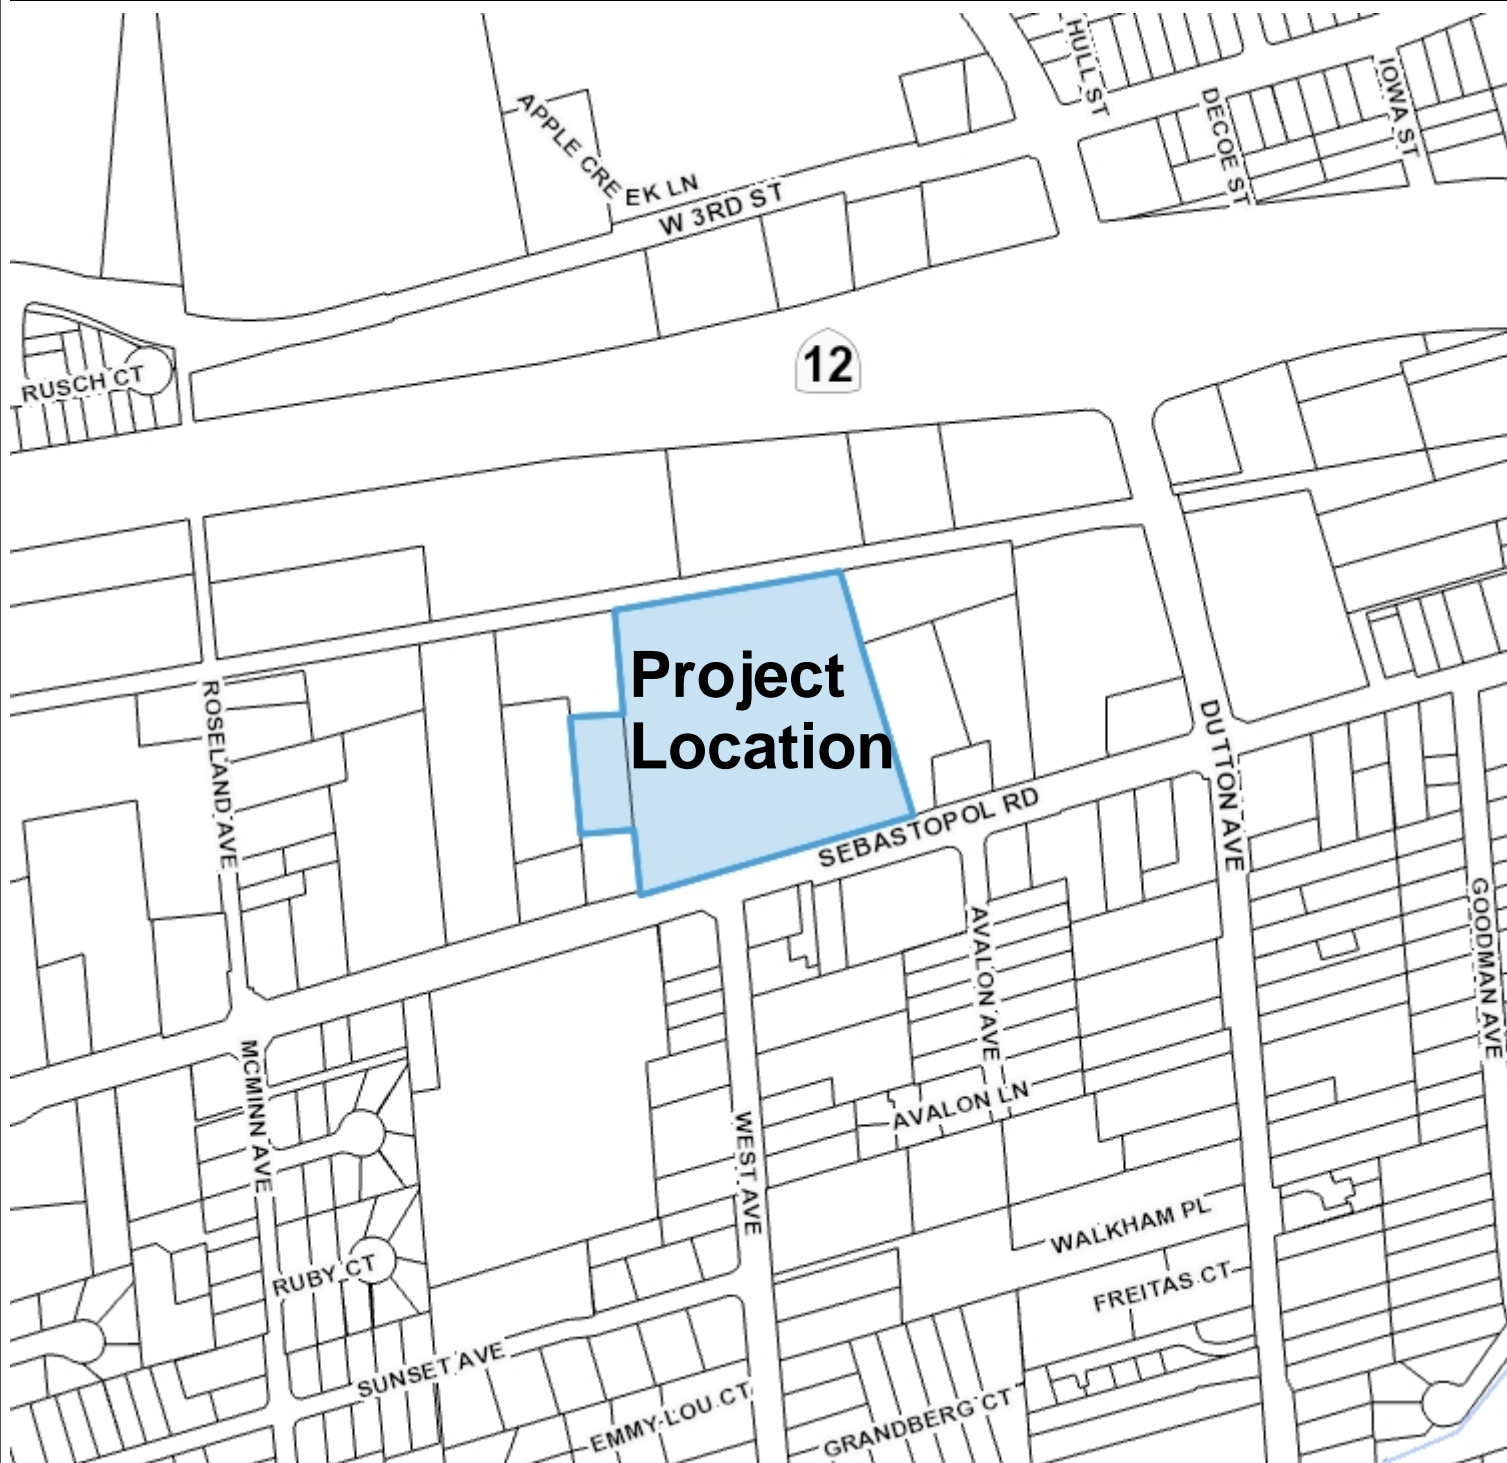 HULL ST
IOWA ST
DECOE ST
APPLE CREEK LN
W 3RD ST
12
RUSCH CT
Project
Location
ROSELAND AVE
DUTTON AVE
SEBASTOPOL RD
GOODMAN AVE
AVALON AVE
MCMINN AVE
AVALON LN
WEST AVE
WALKHAM PL
RUBY CT
FREITAS CT
SUNSET AVE
EMMY LOU CT
GRANDBERG CT